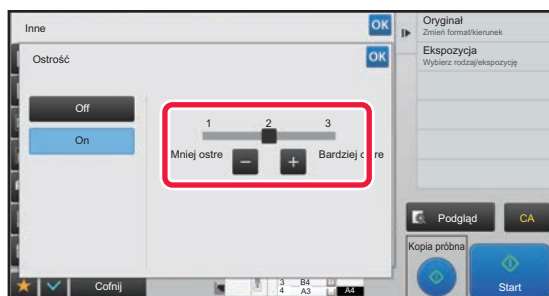 Inne
OK
Ostrość
OK
Off
On
1 2 3
Mniej ostre
Bardziej ostre
Oryginał
Zmień format/kierunek
Ekspozycja
Wybierz rodzaj/ekspozycję
Podgląd
CA
Kopia próbna
Start
Cofnij
3 B4
4 A3
A4